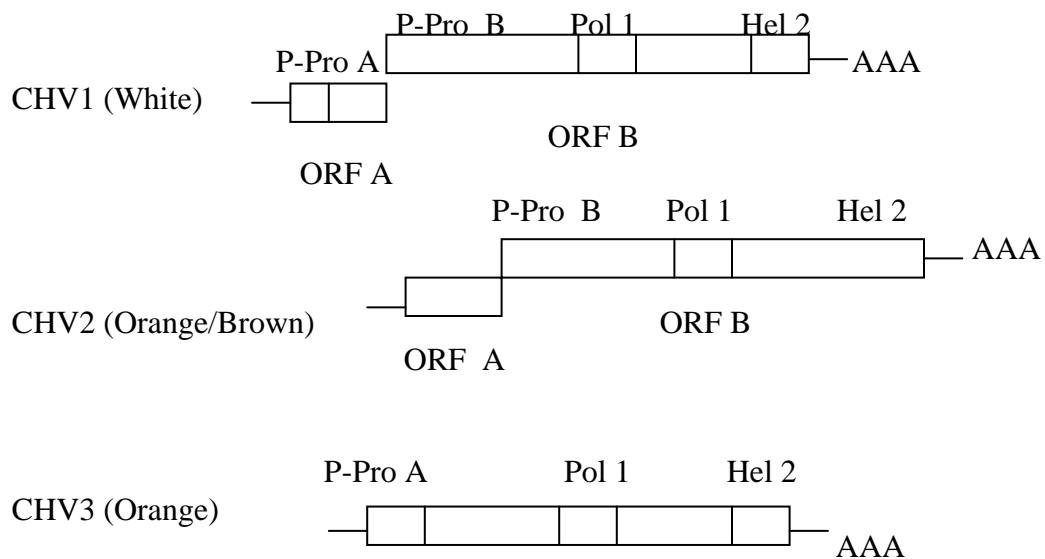 P-Pro B Pol 1 Hel 2
P-Pro A AAA
CHV1 (White)
ORF B
ORF A
P-Pro B Pol 1 Hel 2
AAA
CHV2 (Orange/Brown) ORF B
ORF A
P-Pro A Pol 1 Hel 2
CHV3 (Orange)
AAA